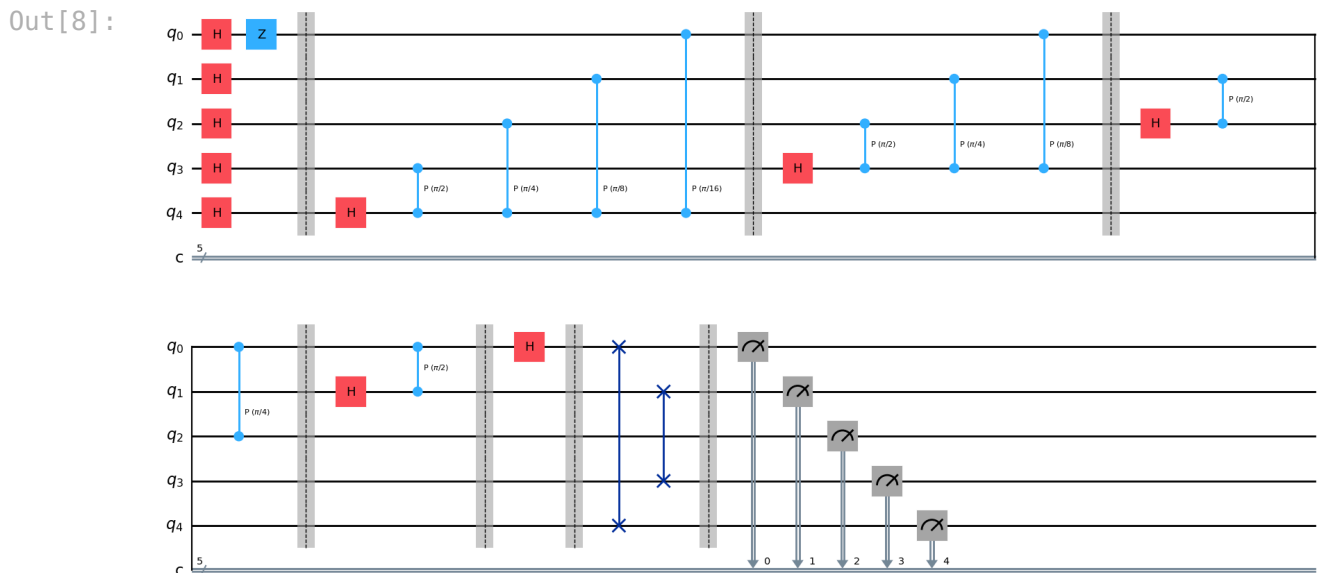 Out[8]:
q0 H Z
q1 H
q2 H H P (π/2)
q3 H P (π/2) H P (π/2) P (π/4) P (π/8)
q4 H H P (π/4) P (π/8) P (π/16)
c 5
q0 H
q1 H P (π/2)
q2 P (π/4)
q3
q4
c 5 0 1 2 3 4